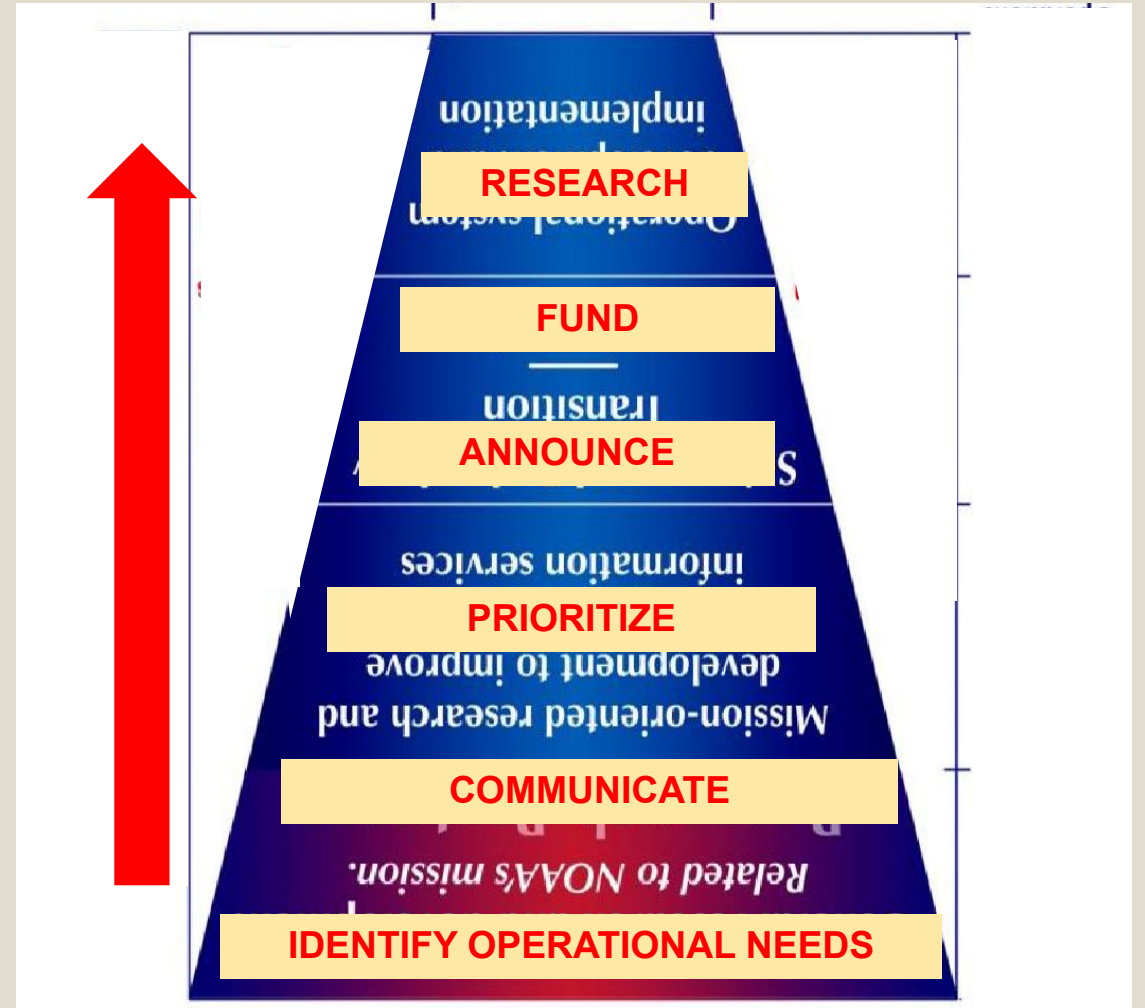 implementation
RESEARCH
Operational system
FUND
Transition
ANNOUNCE
information services
PRIORITIZE
development to improve
Mission-oriented research and
COMMUNICATE
Related to NOAA's mission.
IDENTIFY OPERATIONAL NEEDS